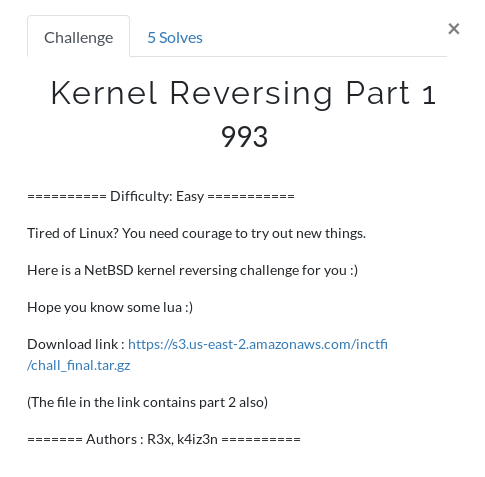 Challenge
5 Solves
×
Kernel Reversing Part 1
993
========== Difficulty: Easy ===========
Tired of Linux? You need courage to try out new things.
Here is a NetBSD kernel reversing challenge for you :)
Hope you know some lua :)
Download link : https://s3.us-east-2.amazonaws.com/inctfi
/chall_final.tar.gz
(The file in the link contains part 2 also)
======= Authors : R3x, k4iz3n ==========